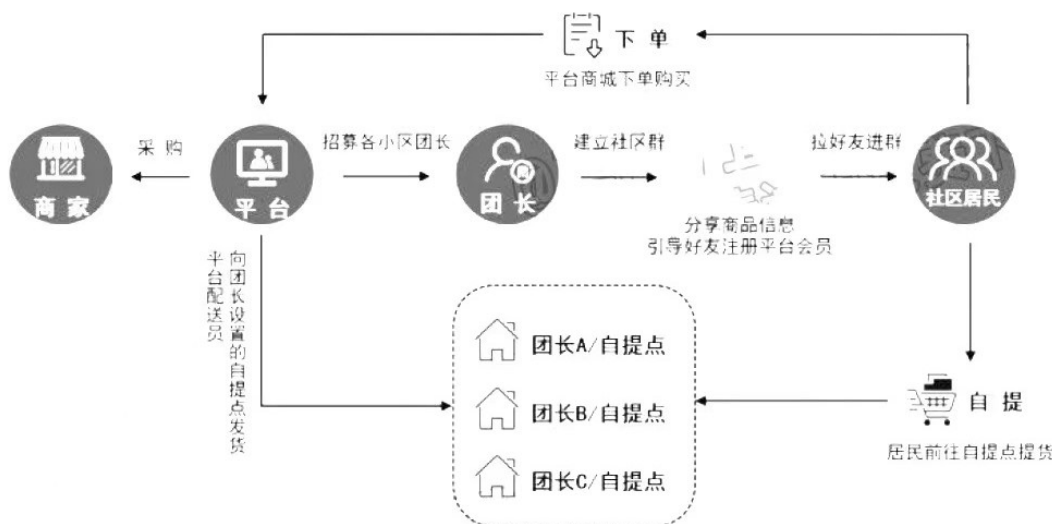 下单
平台商城下单购买
商家
采购
平台
招募各小区团长
团长
建立社区群
分享商品信息
引导好友注册平台会员
拉好友进群
社区居民
平台配送员
向团长设置的自提点发货
团长A/自提点
团长B/自提点
团长C/自提点
自提
居民前往自提点提货